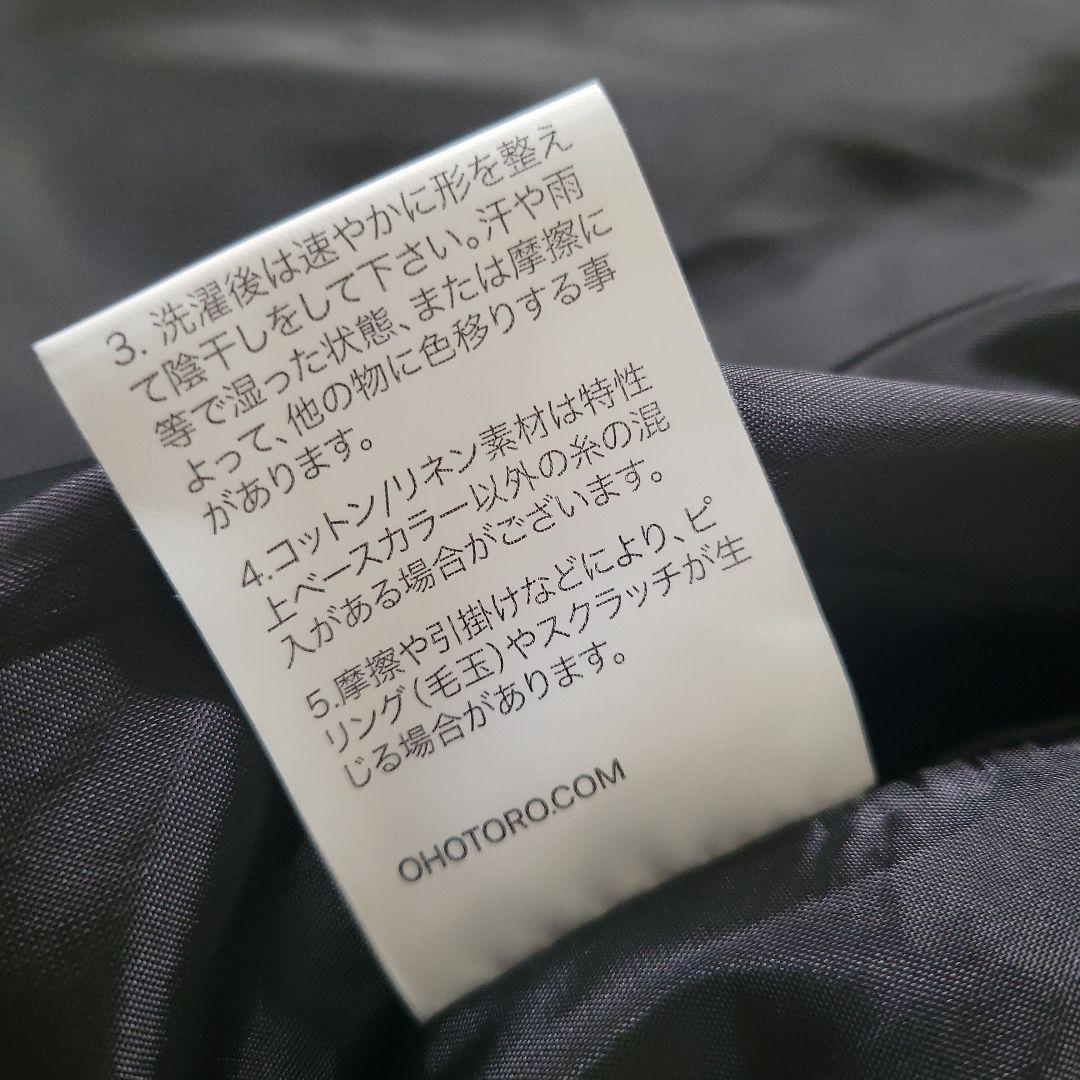 3. 洗濯後は速やかに形を整え
て陰干しをして下さい。汗や雨
等で湿った状態、または摩擦に
よって、他の物に色移りする事
があります。
4.コットン/リネン素材は特性
上ベースカラー以外の糸の混
入がある場合がございます。
5.摩擦や引掛けなどにより、ピ
リング(毛玉)やスクラッチが生
じる場合があります。
OHOTORO.COM